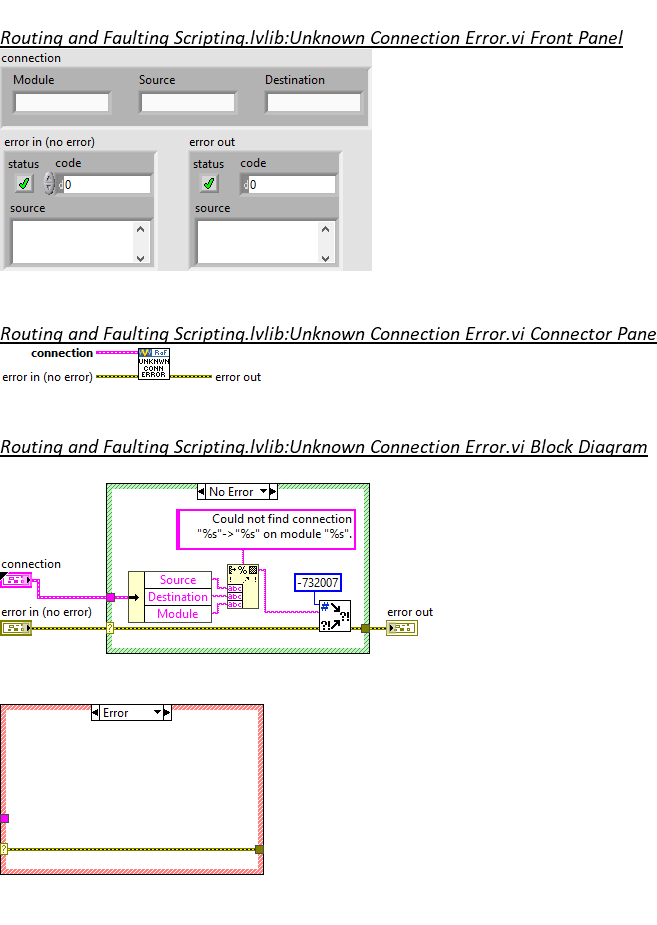 Routing and Faulting Scripting.lvlib:Unknown Connection Error.vi Front Panel
connection
Module Source Destination
error in (no error) error out
status code status code
0 0
source source
Routing and Faulting Scripting.lvlib:Unknown Connection Error.vi Connector Pane
connection
Ref
UNKNWN
CONN
ERROR
error in (no error) error out
Routing and Faulting Scripting.lvlib:Unknown Connection Error.vi Block Diagram
No Error
Could not find connection
"%s"->"%s" on module "%s".
connection
Source
Destination
Module
%
abc
abc
abc
-732007
error in (no error)
?
#
?!
?!
error out
Error
?